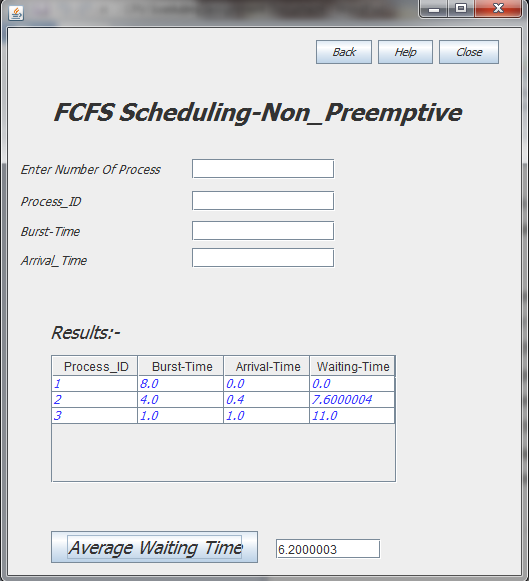 Back Help Close
FCFS Scheduling-Non_Preemptive
Enter Number Of Process
Process_ID
Burst-Time
Arrival_Time
Results:-
Process_ID Burst-Time Arrival-Time Waiting-Time
1 8.0 0.0 0.0
2 4.0 0.4 7.6000004
3 1.0 1.0 11.0
Average Waiting Time 6.2000003